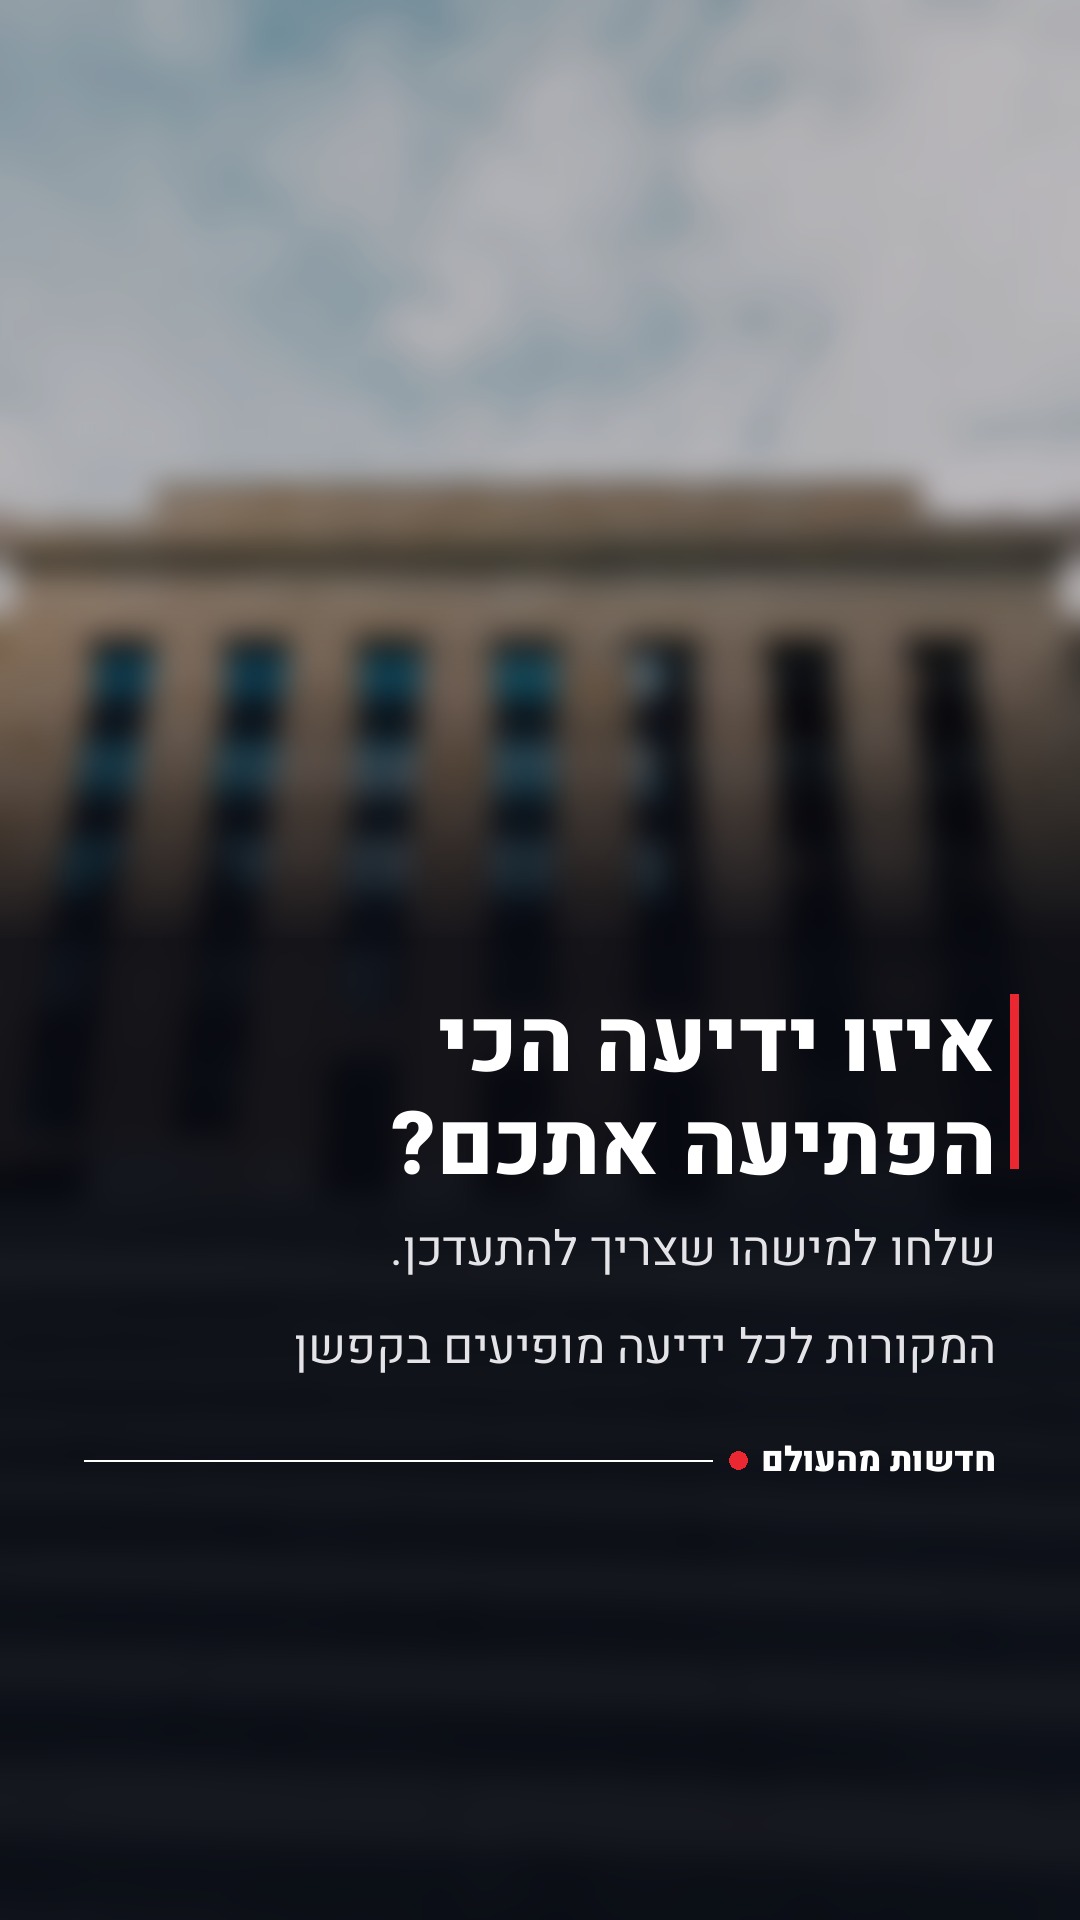 איזו ידיעה הכי
הפתיעה אתכם?
שלחו למישהו שצריך להתעדכן.
המקורות לכל ידיעה מופיעים בקפשן
חדשות מהעולם